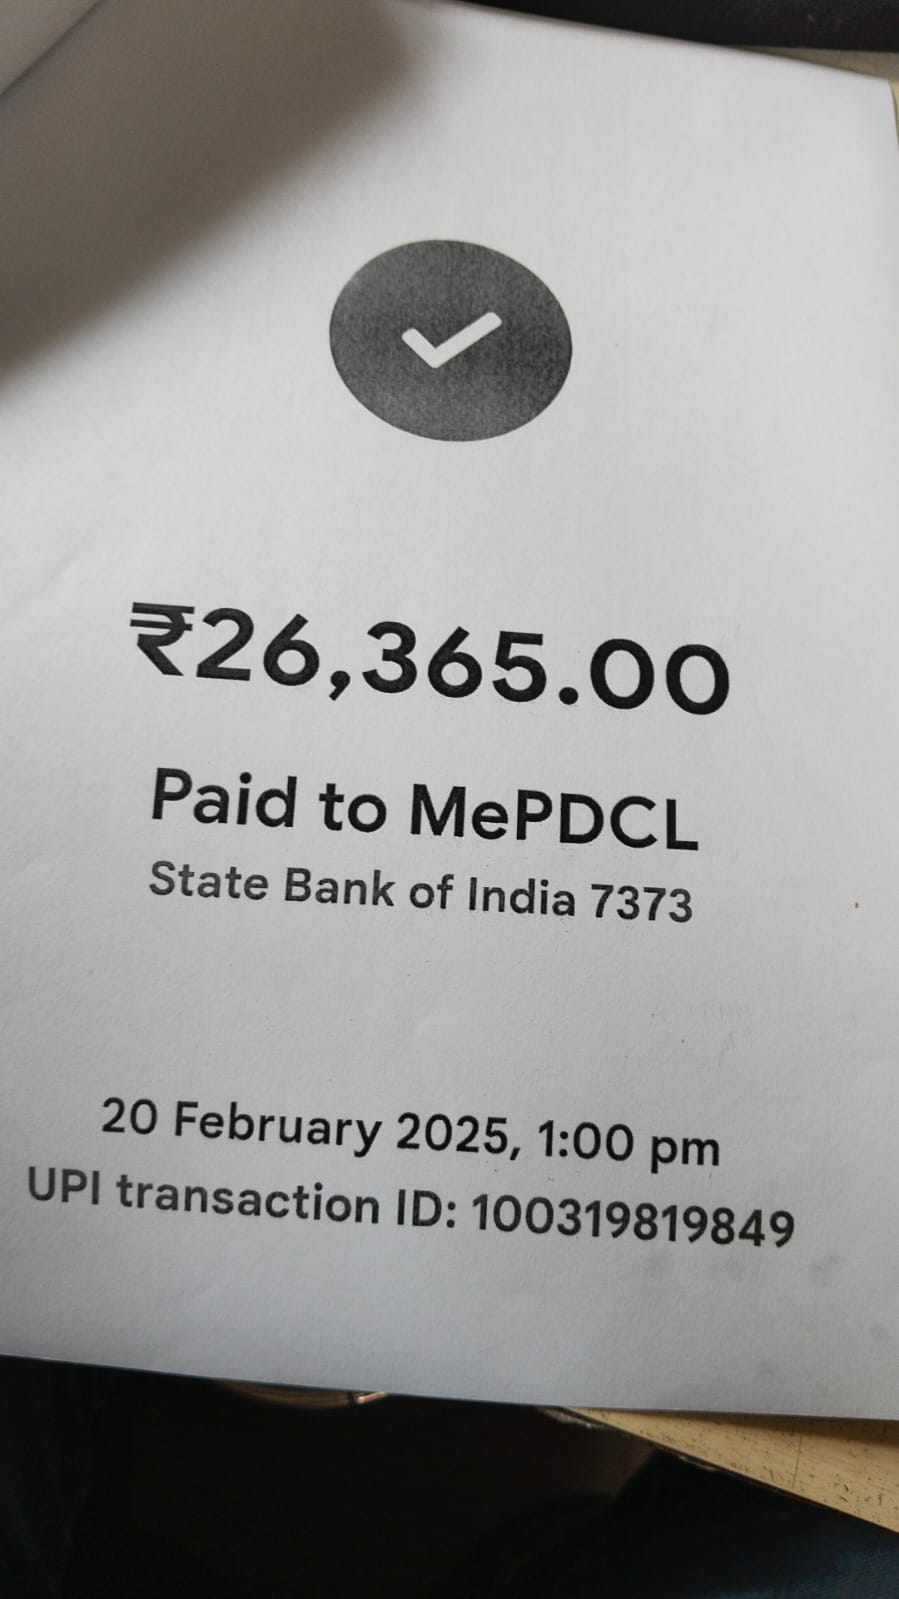 ₹26,365.00
Paid to MePDCL
State Bank of India 7373
20 February 2025, 1:00 pm
UPI transaction ID: 100319819849